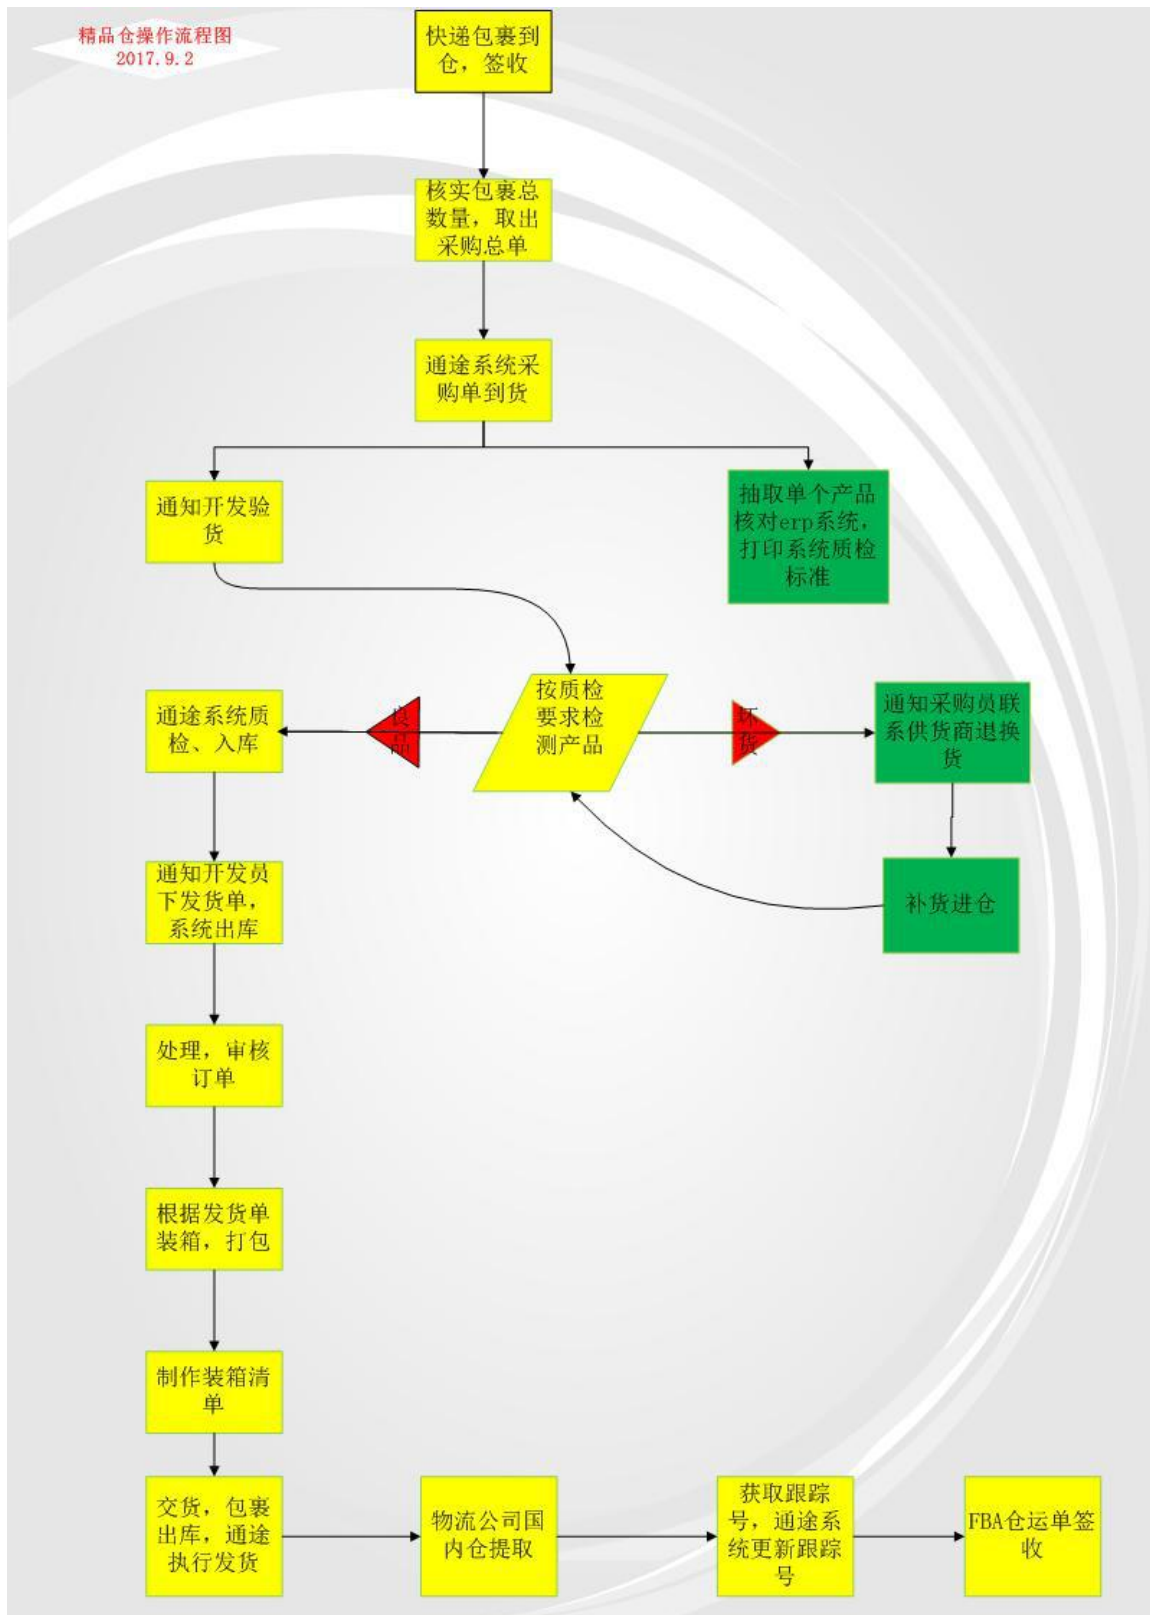 精品仓操作流程图
2017.9.2
快递包裹到
仓，签收
核实包裹总
数量，取出
采购总单
通途系统采
购单到货
通知开发验
货
抽取单个产品
核对erp系统，
打印系统质检
标准
按质检
要求检
测产品
良
品
坏
货
通途系统质
检、入库
通知采购员联
系供货商退换
货
通知开发员
下发货单，
系统出库
补货进仓
处理，审核
订单
根据发货单
装箱，打包
制作装箱清
单
交货，包裹
出库，通途
执行发货
物流公司国
内仓提取
获取跟踪
号，通途系
统更新跟踪
号
FBA仓运单签
收